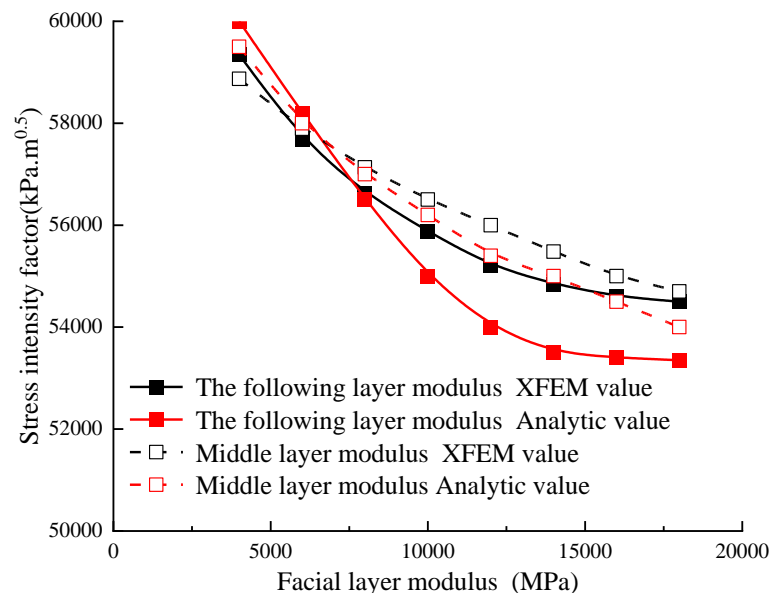 60000
58000
56000
54000
52000
50000
Stress intensity factor(kPa.m^0.5)
The following layer modulus XFEM value
The following layer modulus Analytic value
Middle layer modulus XFEM value
Middle layer modulus Analytic value
0 5000 10000 15000 20000
Facial layer modulus (MPa)